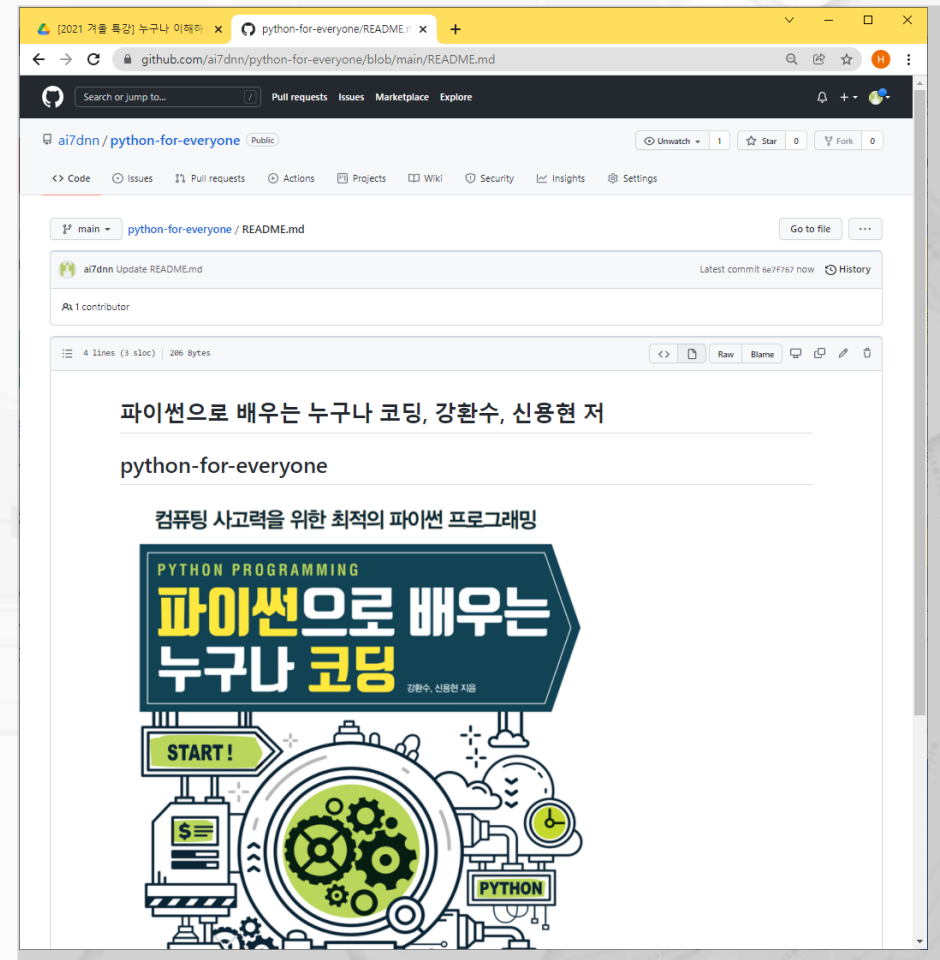 [2021 겨울 특강] 누구나 이해하
python-for-everyone/README.m
github.com/ai7dnn/python-for-everyone/blob/main/README.md
H
Search or jump to...
/
Pull requests Issues Marketplace Explore
ai7dnn / python-for-everyone Public
Unwatch 1 Star 0 Fork 0
<> Code Issues Pull requests Actions Projects Wiki Security Insights Settings
main python-for-everyone / README.md Go to file ...
ai7dnn Update README.md Latest commit 6e7f767 now History
1 contributor
4 lines (3 sloc) 206 Bytes <> Raw Blame
파이썬으로 배우는 누구나 코딩, 강환수, 신용현 저
python-for-everyone
컴퓨팅 사고력을 위한 최적의 파이썬 프로그래밍
PYTHON PROGRAMMING
파이썬으로 배우는
누구나 코딩
강환수, 신용현 지음
START!
$
PYTHON